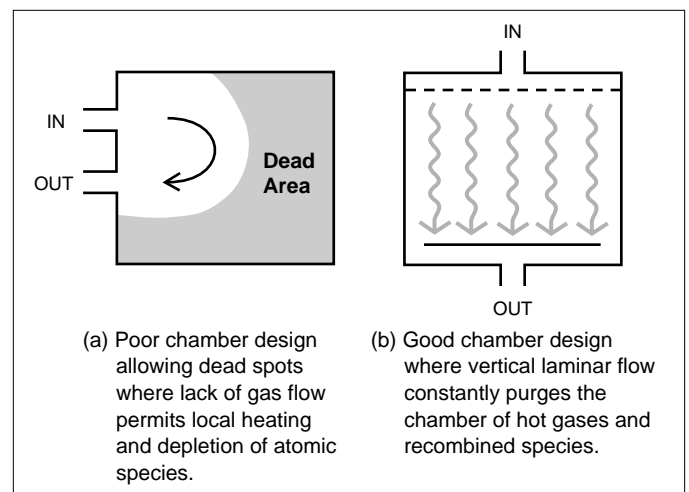 IN
OUT
Dead
Area
(a) Poor chamber design
allowing dead spots
where lack of gas flow
permits local heating
and depletion of atomic
species.
IN
OUT
(b) Good chamber design
where vertical laminar flow
constantly purges the
chamber of hot gases and
recombined species.